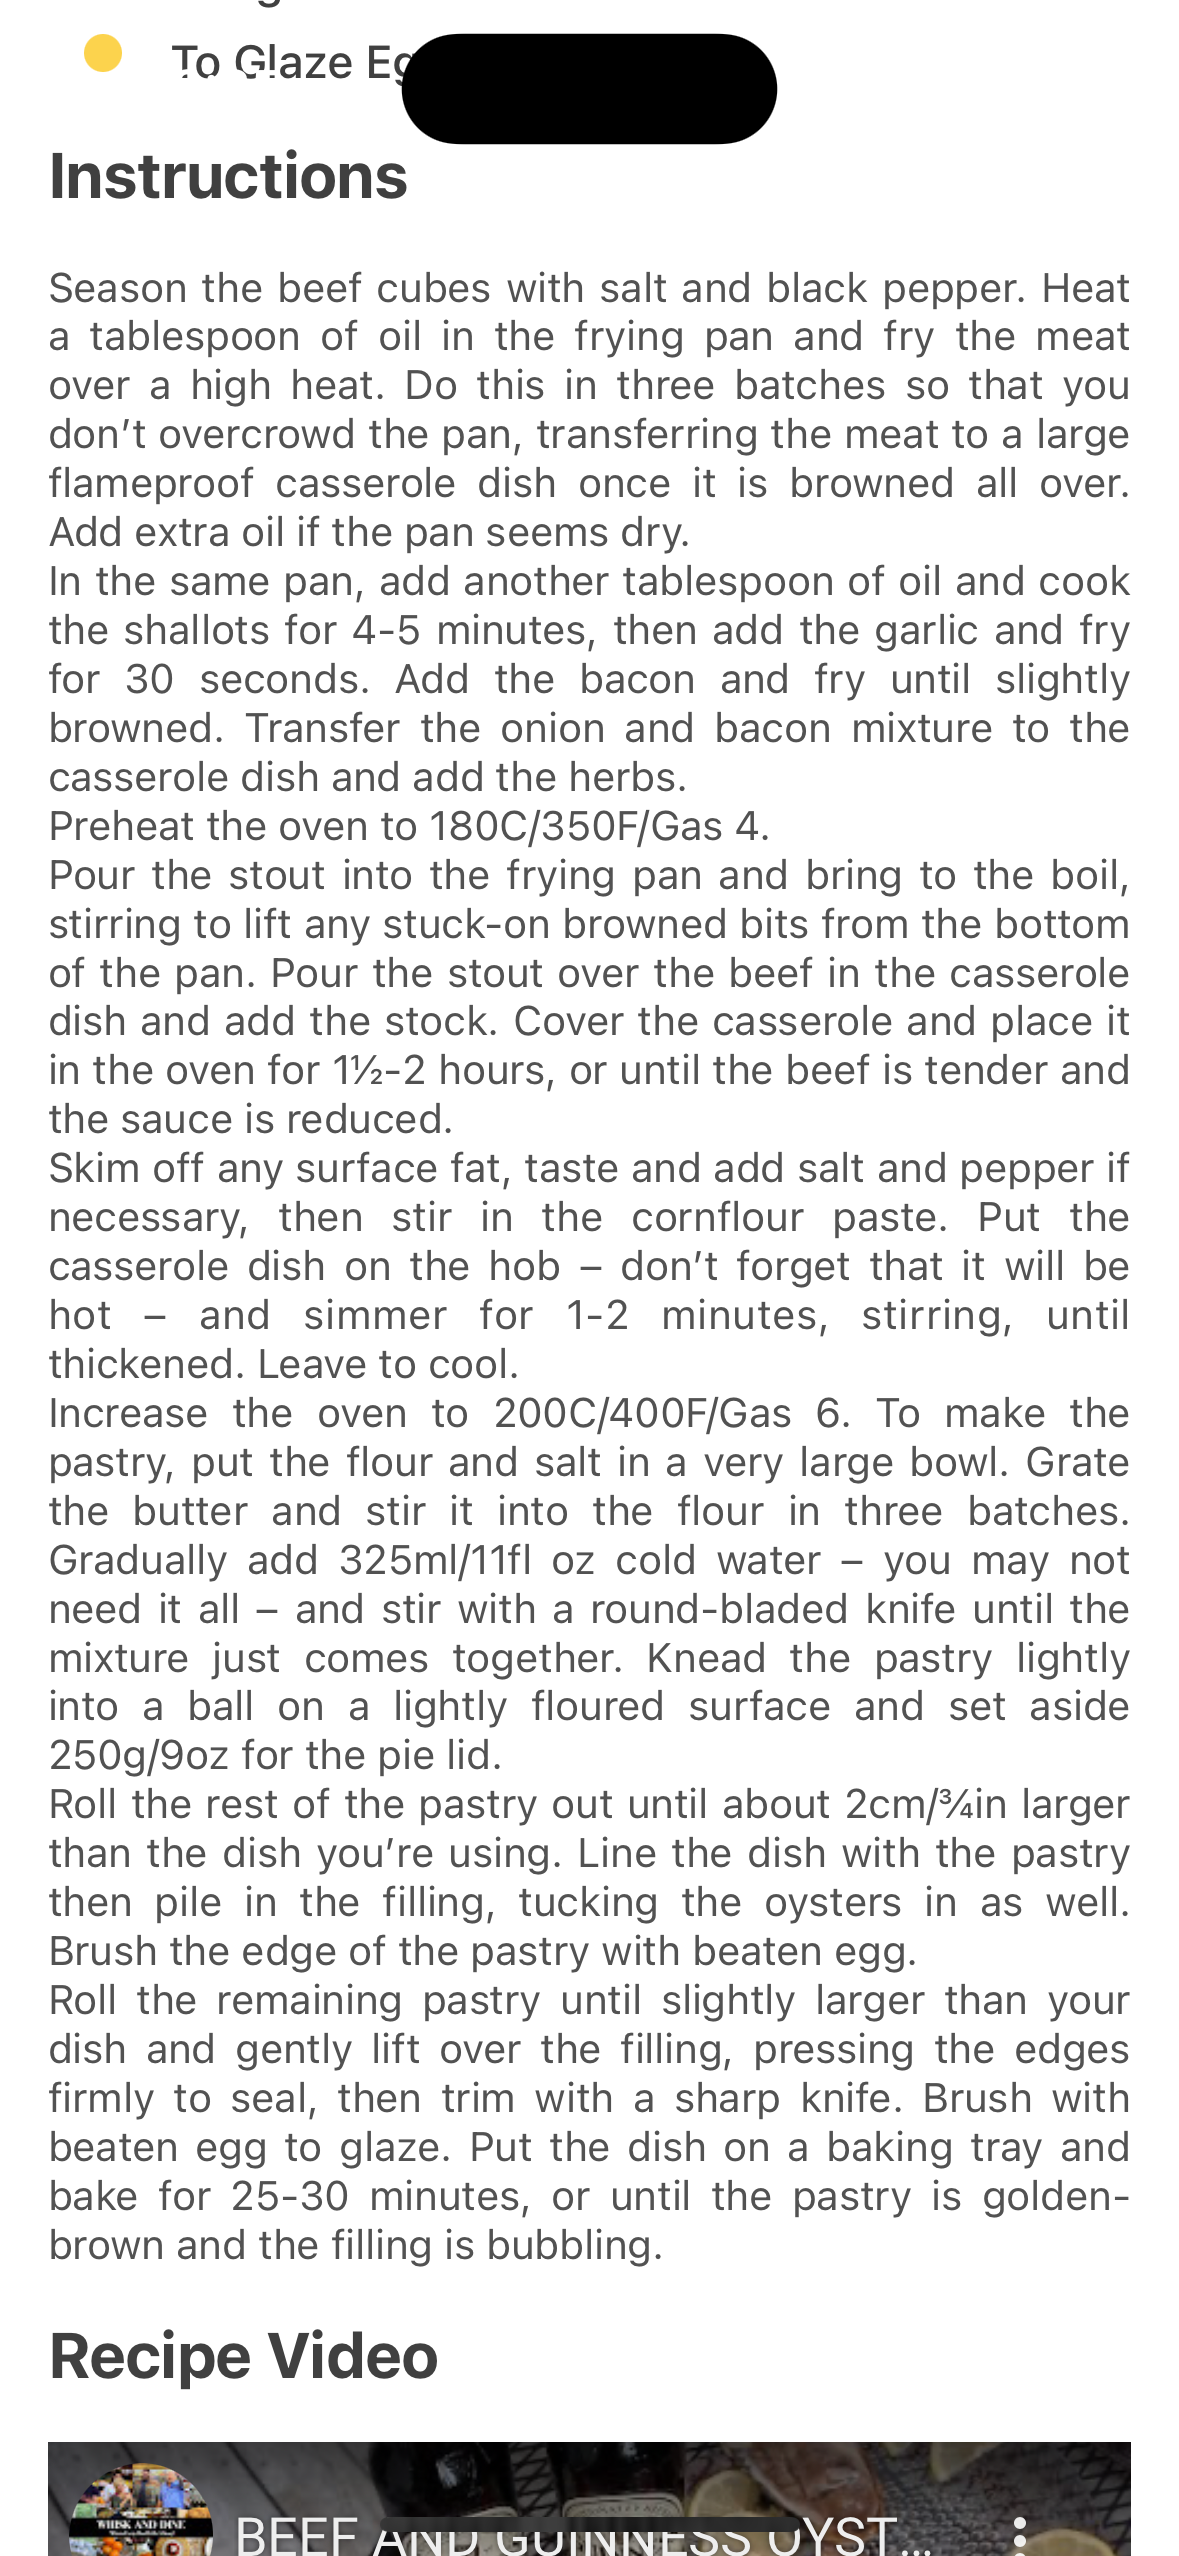 To Glaze Eg
Instructions
Season the beef cubes with salt and black pepper. Heat
a tablespoon of oil in the frying pan and fry the meat
over a high heat. Do this in three batches so that you
don’t overcrowd the pan, transferring the meat to a large
flameproof casserole dish once it is browned all over.
Add extra oil if the pan seems dry.
In the same pan, add another tablespoon of oil and cook
the shallots for 4-5 minutes, then add the garlic and fry
for 30 seconds. Add the bacon and fry until slightly
browned. Transfer the onion and bacon mixture to the
casserole dish and add the herbs.
Preheat the oven to 180C/350F/Gas 4.
Pour the stout into the frying pan and bring to the boil,
stirring to lift any stuck-on browned bits from the bottom
of the pan. Pour the stout over the beef in the casserole
dish and add the stock. Cover the casserole and place it
in the oven for 1½-2 hours, or until the beef is tender and
the sauce is reduced.
Skim off any surface fat, taste and add salt and pepper if
necessary, then stir in the cornflour paste. Put the
casserole dish on the hob – don’t forget that it will be
hot – and simmer for 1-2 minutes, stirring, until
thickened. Leave to cool.
Increase the oven to 200C/400F/Gas 6. To make the
pastry, put the flour and salt in a very large bowl. Grate
the butter and stir it into the flour in three batches.
Gradually add 325ml/11fl oz cold water – you may not
need it all – and stir with a round-bladed knife until the
mixture just comes together. Knead the pastry lightly
into a ball on a lightly floured surface and set aside
250g/9oz for the pie lid.
Roll the rest of the pastry out until about 2cm/¾in larger
than the dish you’re using. Line the dish with the pastry
then pile in the filling, tucking the oysters in as well.
Brush the edge of the pastry with beaten egg.
Roll the remaining pastry until slightly larger than your
dish and gently lift over the filling, pressing the edges
firmly to seal, then trim with a sharp knife. Brush with
beaten egg to glaze. Put the dish on a baking tray and
bake for 25-30 minutes, or until the pastry is golden-
brown and the filling is bubbling.
Recipe Video
WHISK AND DINE
BEEF AND GUINNESS OYST...